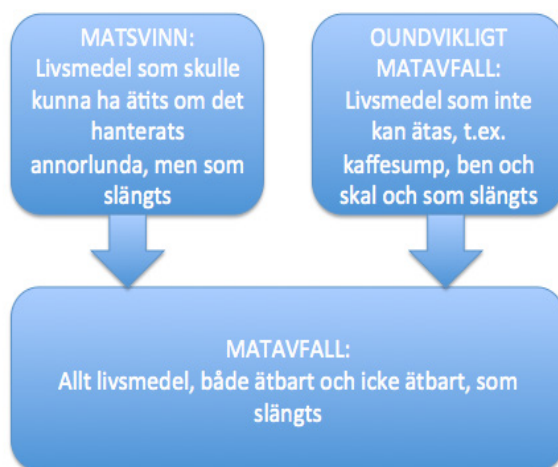 MATSVINN:
Livsmedel som skulle
kunna ha ätits om det
hanterats
annorlunda, men som
slängts
OUNDVIKLIGT
MATAVFALL:
Livsmedel som inte
kan ätas, t.ex.
kaffesump, ben och
skal och som slängts
MATAVFALL:
Allt livsmedel, både ätbart och icke ätbart, som
slängts